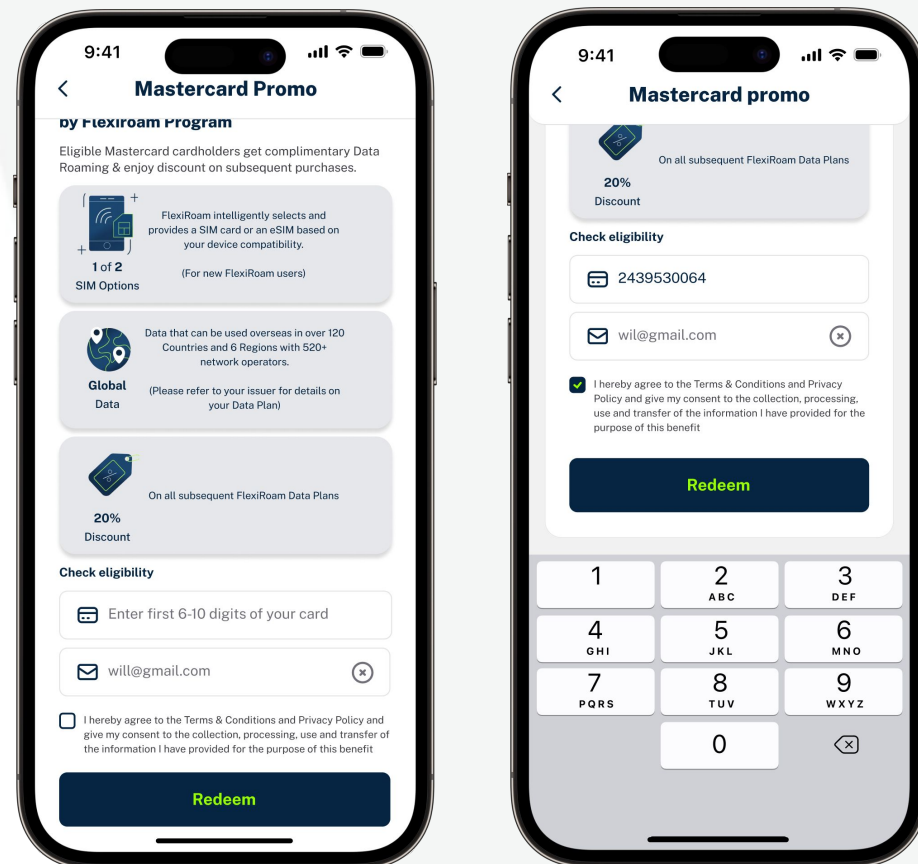 9:41
Mastercard Promo
by Flexiroam Program
Eligible Mastercard cardholders get complimentary Data
Roaming & enjoy discount on subsequent purchases.
1 of 2
SIM Options
FlexiRoam intelligently selects and
provides a SIM card or an eSIM based on
your device compatibility.
(For new FlexiRoam users)
Global
Data
Data that can be used overseas in over 120
Countries and 6 Regions with 520+
network operators.
(Please refer to your issuer for details on
your Data Plan)
20%
Discount
On all subsequent FlexiRoam Data Plans
Check eligibility
Enter first 6-10 digits of your card
will@gmail.com
I hereby agree to the Terms & Conditions and Privacy Policy and
give my consent to the collection, processing, use and transfer of
the information I have provided for the purpose of this benefit
Redeem
9:41
Mastercard promo
20%
Discount
On all subsequent FlexiRoam Data Plans
Check eligibility
2439530064
wil@gmail.com
I hereby agree to the Terms & Conditions and Privacy
Policy and give my consent to the collection, processing,
use and transfer of the information I have provided for the
purpose of this benefit
Redeem
1
2
ABC
3
DEF
4
GHI
5
JKL
6
MNO
7
PQRS
8
TUV
9
WXYZ
0